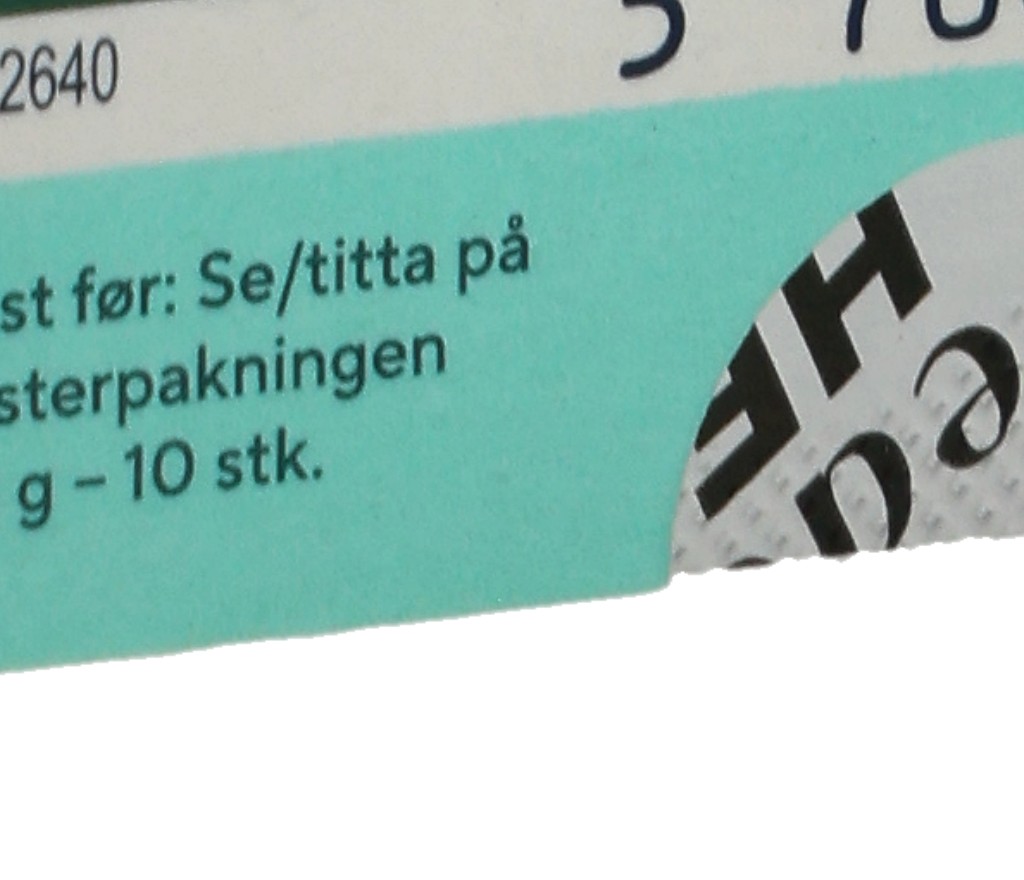 2640
st før: Se/titta på
sterpakningen
g – 10 stk.